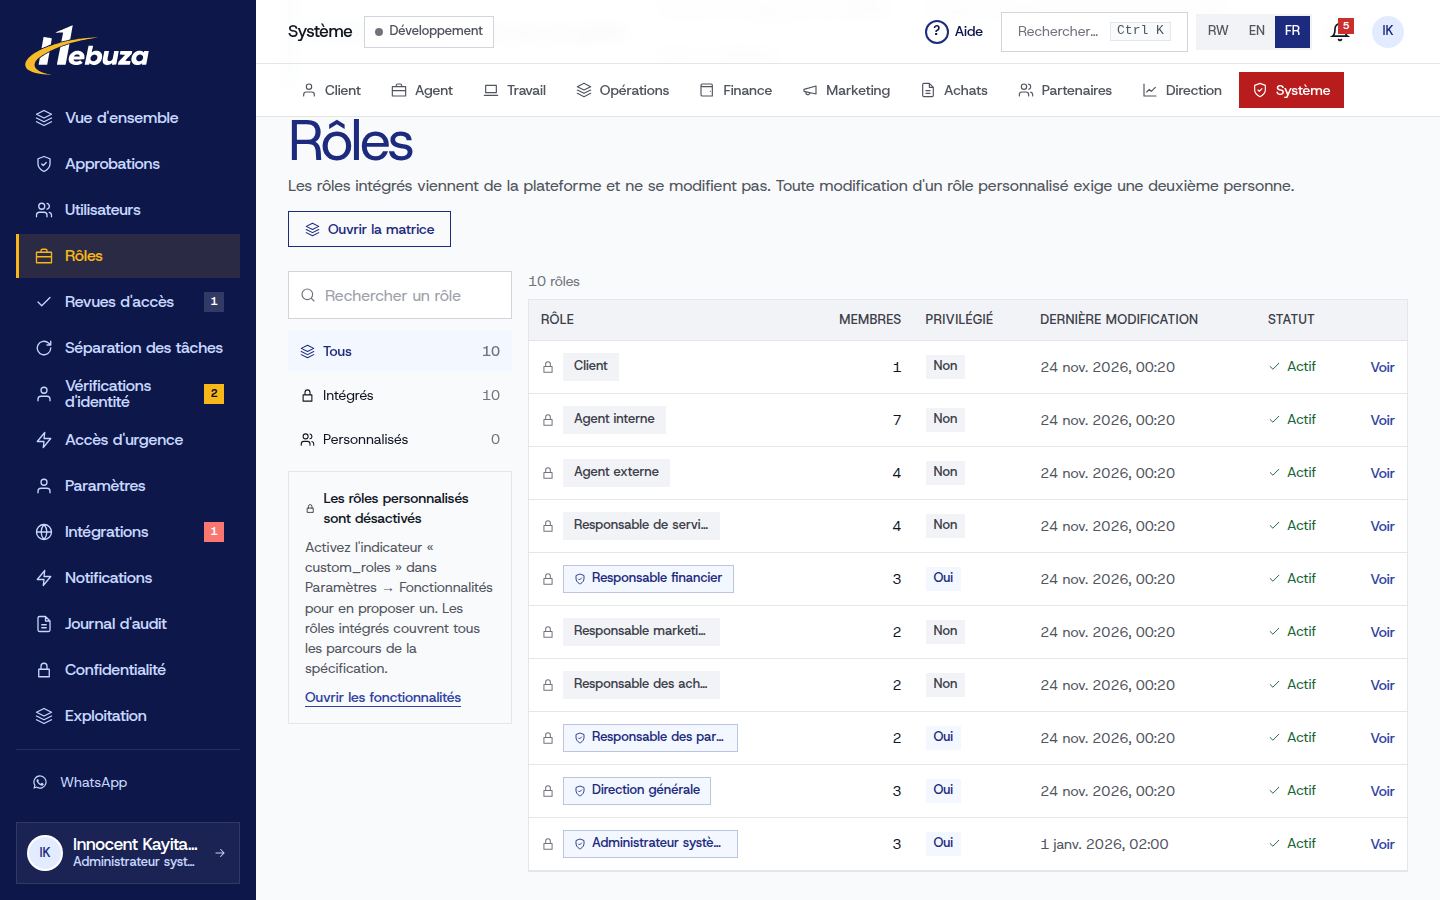 Hebuza
Vue d'ensemble
Approbations
Utilisateurs
Rôles
Revues d'accès 1
Séparation des tâches
Vérifications
d'identité 2
Accès d'urgence
Paramètres
Intégrations 1
Notifications
Journal d'audit
Confidentialité
Exploitation
WhatsApp
IK Innocent Kayita...
Administrateur syst...
Système Développement ? Aide Rechercher... Ctrl K RW EN FR 5 IK
Client Agent Travail Opérations Finance Marketing Achats Partenaires Direction Système
Rôles
Les rôles intégrés viennent de la plateforme et ne se modifient pas. Toute modification d'un rôle personnalisé exige une deuxième personne.
Ouvrir la matrice
Rechercher un rôle
Tous 10
Intégrés 10
Personnalisés 0
Les rôles personnalisés
sont désactivés
Activez l'indicateur «
custom_roles » dans
Paramètres → Fonctionnalités
pour en proposer un. Les
rôles intégrés couvrent tous
les parcours de la
spécification.
Ouvrir les fonctionnalités
10 rôles
RÔLE MEMBRES PRIVILÉGIÉ DERNIÈRE MODIFICATION STATUT
Client 1 Non 24 nov. 2026, 00:20 Actif Voir
Agent interne 7 Non 24 nov. 2026, 00:20 Actif Voir
Agent externe 4 Non 24 nov. 2026, 00:20 Actif Voir
Responsable de servi... 4 Non 24 nov. 2026, 00:20 Actif Voir
Responsable financier 3 Oui 24 nov. 2026, 00:20 Actif Voir
Responsable marketi... 2 Non 24 nov. 2026, 00:20 Actif Voir
Responsable des ach... 2 Non 24 nov. 2026, 00:20 Actif Voir
Responsable des par... 2 Oui 24 nov. 2026, 00:20 Actif Voir
Direction générale 3 Oui 24 nov. 2026, 00:20 Actif Voir
Administrateur systè... 3 Oui 1 janv. 2026, 02:00 Actif Voir